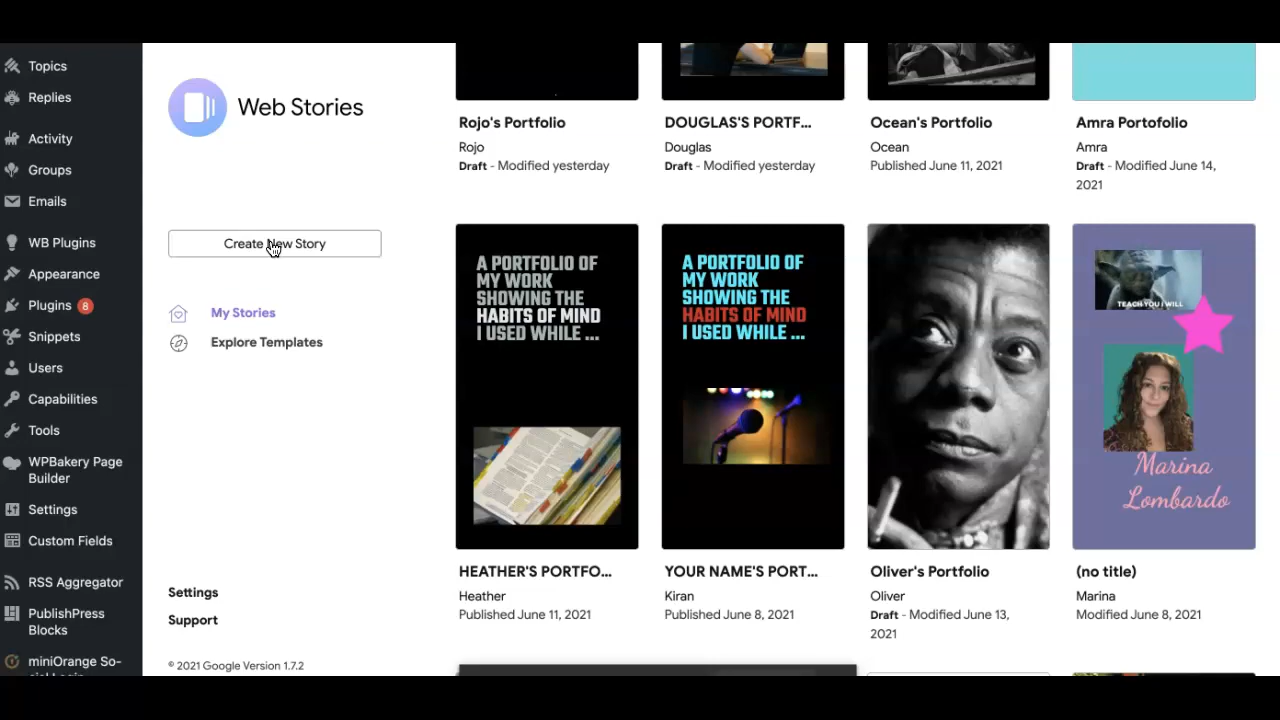 Topics
Replies
Activity
Groups
Emails
WB Plugins
Appearance
Plugins 8
Snippets
Users
Capabilities
Tools
WPBakery Page
Builder
Settings
Custom Fields
RSS Aggregator
PublishPress
Blocks
miniOrange So-
Web Stories
Create New Story
My Stories
Explore Templates
Settings
Support
© 2021 Google Version 1.7.2
Rojo's Portfolio
Rojo
Draft - Modified yesterday
DOUGLAS'S PORTF...
Douglas
Draft - Modified yesterday
Ocean's Portfolio
Ocean
Published June 11, 2021
Amra Portofolio
Amra
Draft - Modified June 14,
2021
A PORTFOLIO OF
MY WORK
SHOWING THE
HABITS OF MIND
I USED WHILE ...
HEATHER'S PORTFO...
Heather
Published June 11, 2021
A PORTFOLIO OF
MY WORK
SHOWING THE
HABITS OF MIND
I USED WHILE ...
YOUR NAME'S PORT...
Kiran
Published June 8, 2021
Oliver's Portfolio
Oliver
Draft - Modified June 13,
2021
TEACH YOU I WILL
Marina
Lombardo
(no title)
Marina
Modified June 8, 2021